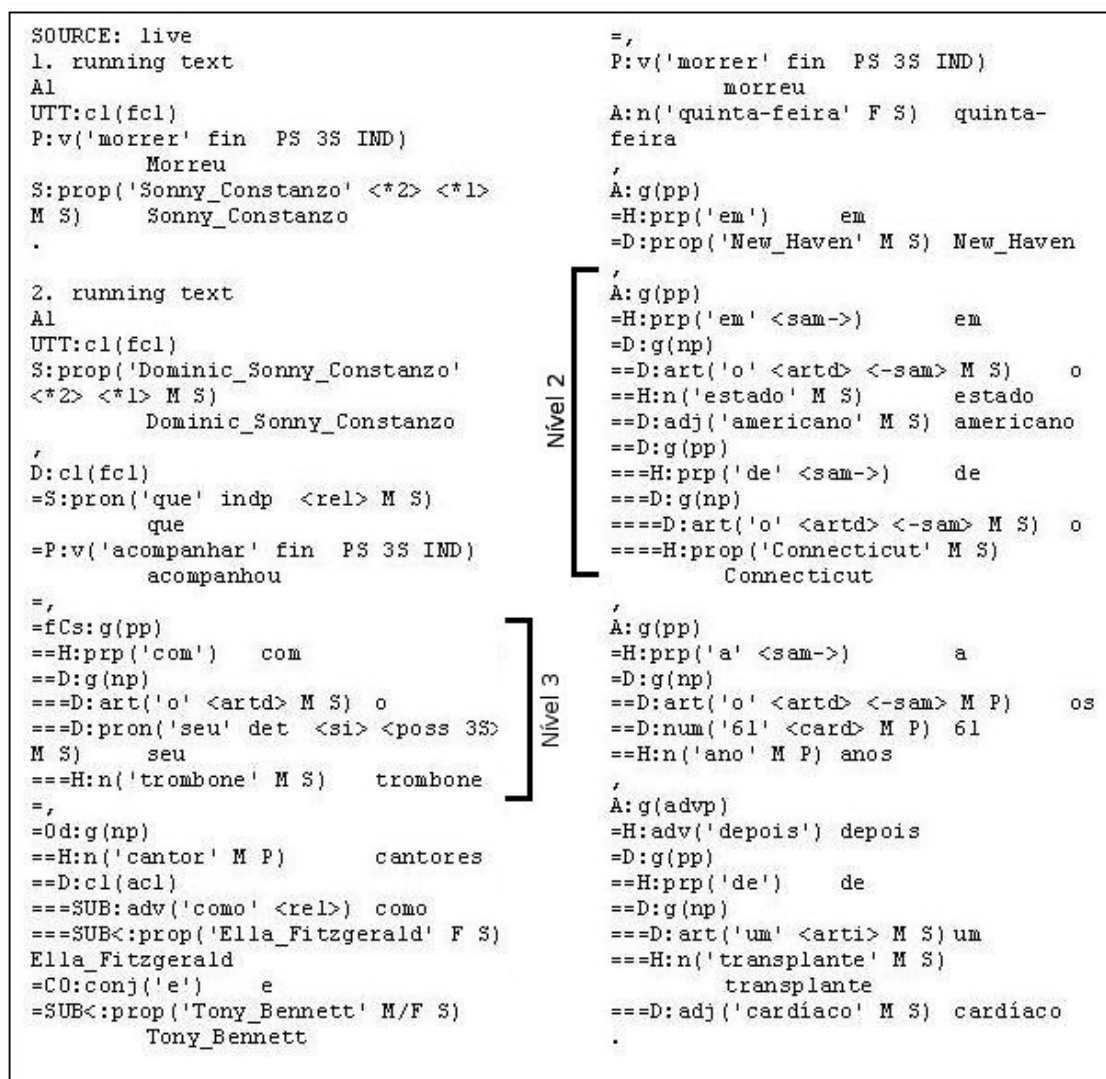 SOURCE: live
1. running text
A1
UTT:cl(fcl)
P:v('morrer' fin  PS 3S IND)
Morreu
S:prop('Sonny_Constanzo' <*2> <*1>
M S)	Sonny_Constanzo
.
2. running text
A1
UTT:cl(fcl)
S:prop('Dominic_Sonny_Constanzo'
<*2> <*1> M S)
Dominic_Sonny_Constanzo
,
D:cl(fcl)
=S:pron('que' indp  <rel> M S)
que
=P:v('acompanhar' fin  PS 3S IND)
acompanhou
=,
=fCs:g(pp)
==H:prp('com')	com
==D:g(np)
===D:art('o' <artd> M S)	o
===D:pron('seu' det  <si> <poss 3S>
M S)	seu
===H:n('trombone' M S)	trombone
=,
=Od:g(np)
==H:n('cantor' M P)	cantores
==D:cl(acl)
===SUB:adv('como' <rel>)	como
===SUB<:prop('Ella_Fitzgerald' F S)
Ella_Fitzgerald
=CO:conj('e')	e
=SUB<:prop('Tony_Bennett' M/F S)
Tony_Bennett
Nível 3
=,
P:v('morrer' fin  PS 3S IND)
morreu
A:n('quinta-feira' F S)	quinta-
feira
,
A:g(pp)
=H:prp('em')	em
=D:prop('New_Haven' M S)	New_Haven
,
A:g(pp)
=H:prp('em' <sam->)	em
=D:g(np)
==D:art('o' <artd> <-sam> M S)	o
==H:n('estado' M S)	estado
==D:adj('americano' M S)	americano
==D:g(pp)
===H:prp('de' <sam->)	de
===D:g(np)
====D:art('o' <artd> <-sam> M S)	o
====H:prop('Connecticut' M S)
Connecticut
Nível 2
,
A:g(pp)
=H:prp('a' <sam->)	a
=D:g(np)
==D:art('o' <artd> <-sam> M P)	os
==D:num('61' <card> M P)	61
==H:n('ano' M P)	anos
,
A:g(advp)
=H:adv('depois')	depois
=D:g(pp)
==H:prp('de')	de
==D:g(np)
===D:art('um' <arti> M S)	um
===H:n('transplante' M S)
transplante
===D:adj('cardíaco' M S)	cardíaco
.